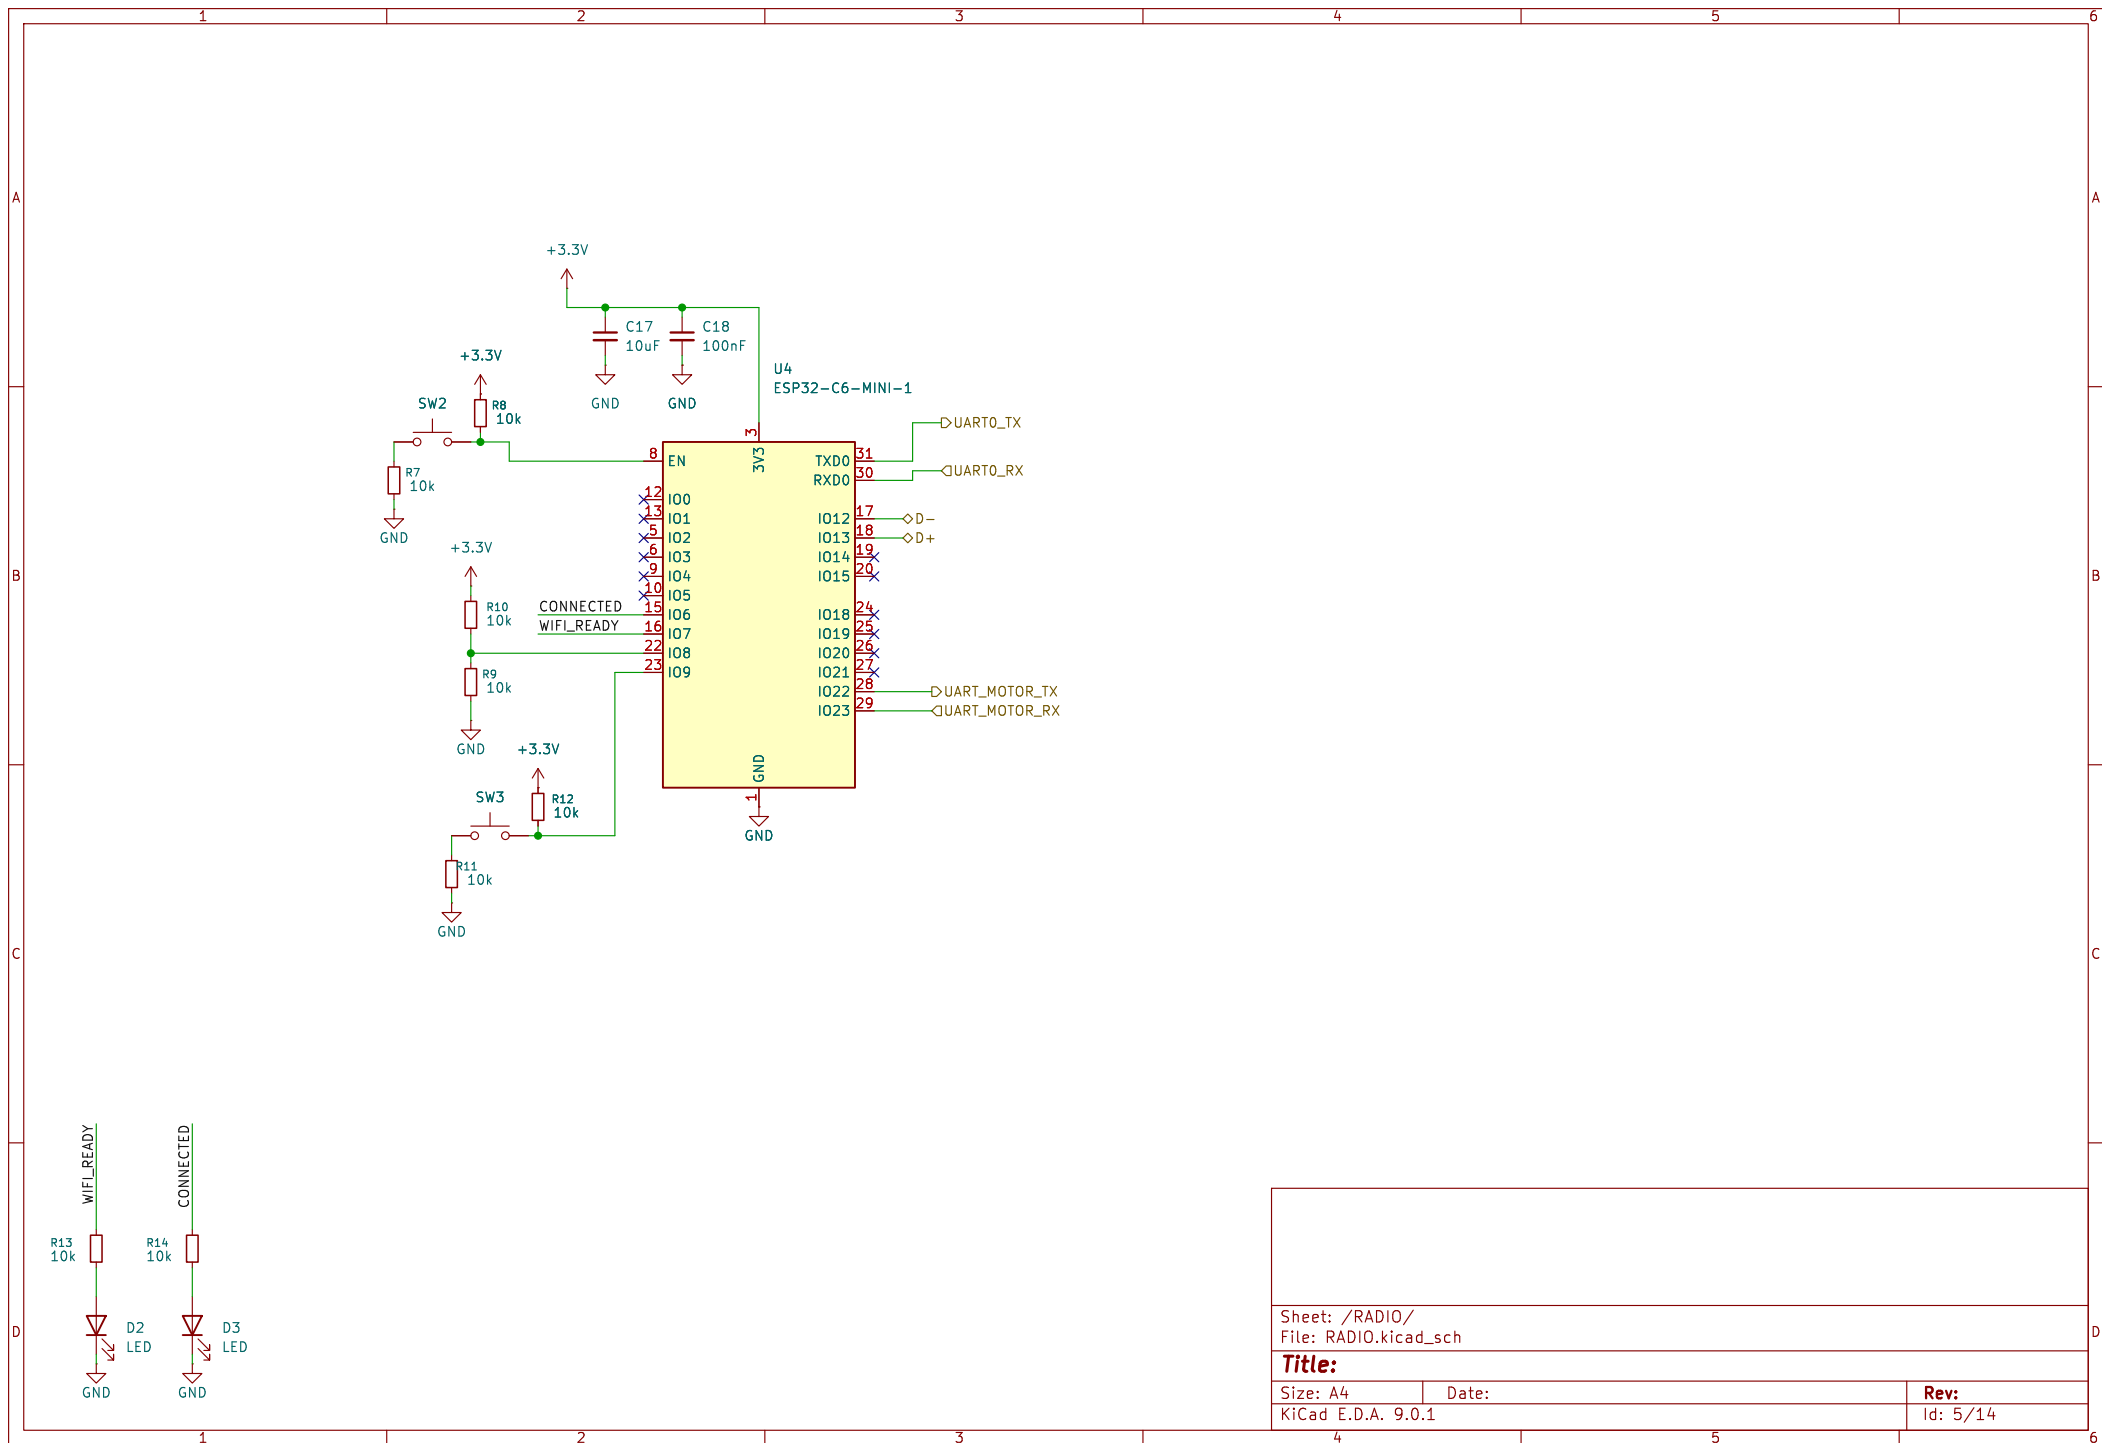 1 2 3 4 5 6
A A
+3.3V
C17 C18
10uF 100nF
+3.3V
U4
ESP32-C6-MINI-1
GND GND
SW2 R8
10k
UART0_TX
3
3V3
8 EN
TXD0 31
RXD0 30
UART0_RX
R7
10k
GND
12 IO0
13 IO1
5 IO2
6 IO3
9 IO4
10 IO5
CONNECTED 15 IO6
WIFI_READY 16 IO7
22 IO8
23 IO9
IO12 17 D-
IO13 18 D+
IO14 19
IO15 20
IO18 24
IO19 25
IO20 26
IO21 27
IO22 28 UART_MOTOR_TX
IO23 29 UART_MOTOR_RX
+3.3V
B B
R10
10k
R9
10k
GND
GND
1
GND
+3.3V
SW3 R12
10k
R11
10k
GND
C C
WIFI_READY CONNECTED
R13 R14
10k 10k
D2 D3
LED LED
GND GND
D D
Sheet: /RADIO/
File: RADIO.kicad_sch
Title:
Size: A4 Date: Rev:
KiCad E.D.A. 9.0.1 Id: 5/14
1 2 3 4 5 6